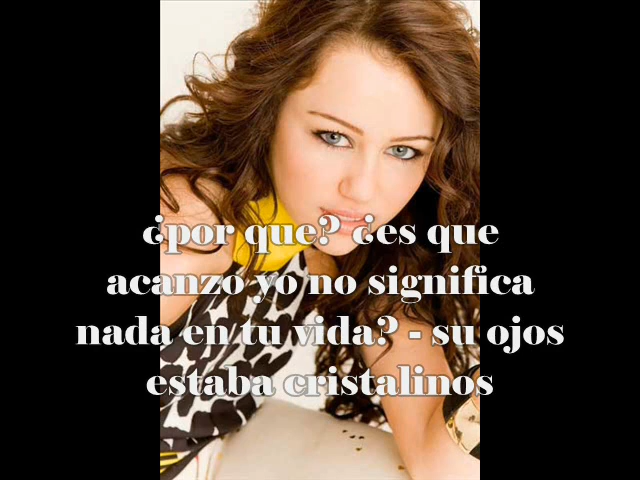 ¿por que? ¿es que
acanzo yo no significa
nada en tu vida? - su ojos
estaba cristalinos